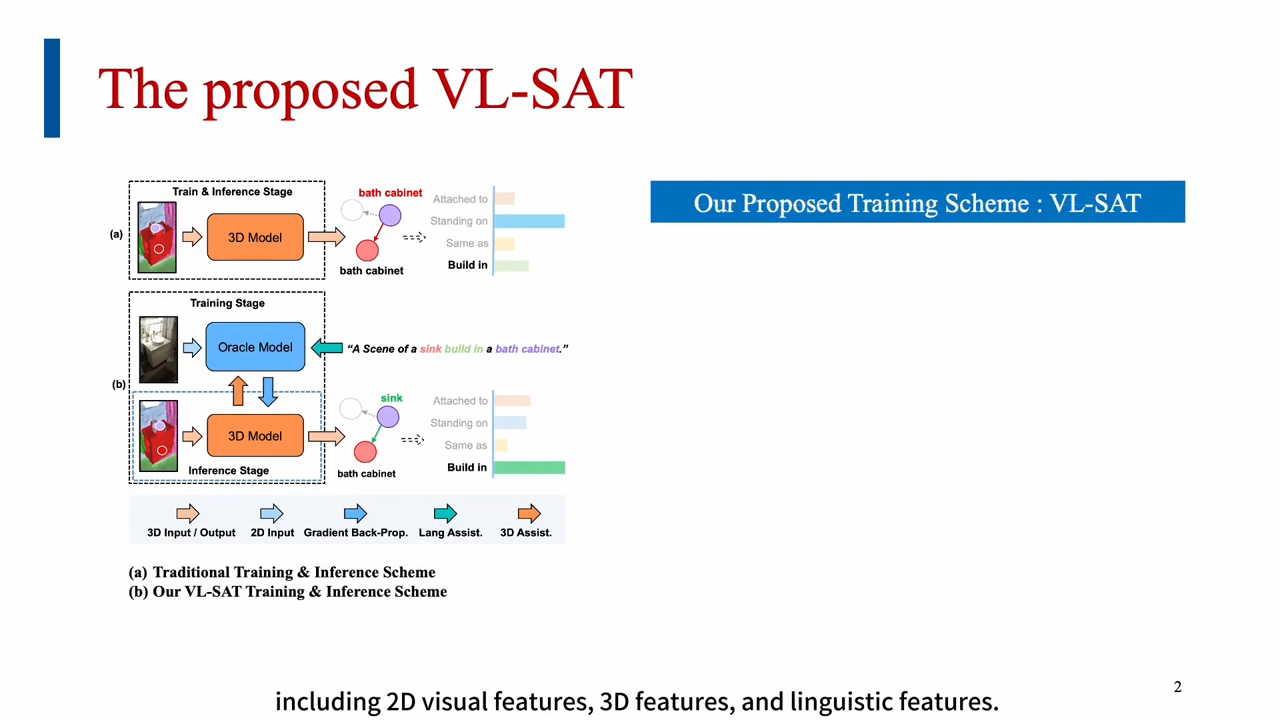 The proposed VL-SAT
Train & Inference Stage
(a)
3D Model
bath cabinet
bath cabinet
Attached to
Standing on
Same as
Build in
Training Stage
Oracle Model
“A Scene of a sink build in a bath cabinet.”
(b)
3D Model
Inference Stage
sink
bath cabinet
Attached to
Standing on
Same as
Build in
3D Input / Output
2D Input
Gradient Back-Prop.
Lang Assist.
3D Assist.
(a) Traditional Training & Inference Scheme
(b) Our VL-SAT Training & Inference Scheme
Our Proposed Training Scheme : VL-SAT
2
including 2D visual features, 3D features, and linguistic features.